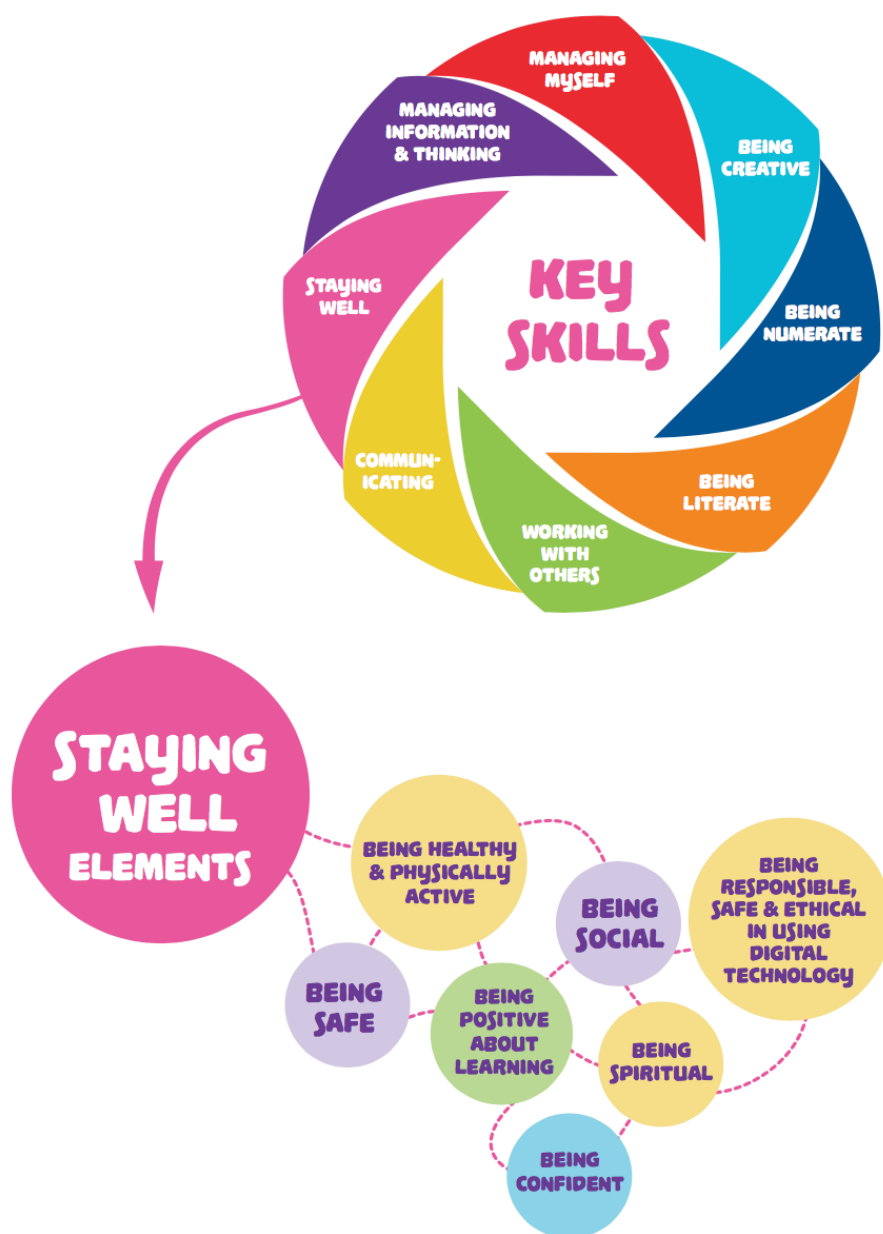 MANAGING
MYSELF
BEING
CREATIVE
BEING
NUMERATE
BEING
LITERATE
WORKING
WITH
OTHERS
COMMUN-
ICATING
STAYING
WELL
MANAGING
INFORMATION
& THINKING
KEY
SKILLS
STAYING
WELL
ELEMENTS
BEING HEALTHY
& PHYSICALLY
ACTIVE
BEING
SAFE
BEING
SOCIAL
BEING
POSITIVE
ABOUT
LEARNING
BEING
RESPONSIBLE,
SAFE & ETHICAL
IN USING
DIGITAL
TECHNOLOGY
BEING
SPIRITUAL
BEING
CONFIDENT